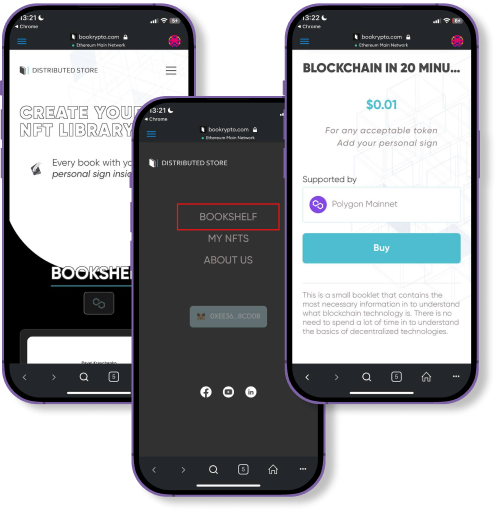 13:21
Chrome
bookrypto.com
Ethereum Main Network
DISTRIBUTED STORE
CREATE YOU
NFT LIBRARY
Every book with yo
personal sign insi
BOOKSHE
5
13:21
Chrome
bookrypto.com
Ethereum Main Network
DISTRIBUTED STORE
BOOKSHELF
MY NFTS
ABOUT US
5
13:22
Chrome
bookrypto.com
Ethereum Main Network
BLOCKCHAIN IN 20 MINU...
$0.01
For any acceptable token
Add your personal sign
Supported by
Polygon Mainnet
Buy
This is a small booklet that contains the
most necessary information in to understand
what blockchain technology is. There is no
need to spend a lot of time in to understand
the basics of decentralized technologies.
5